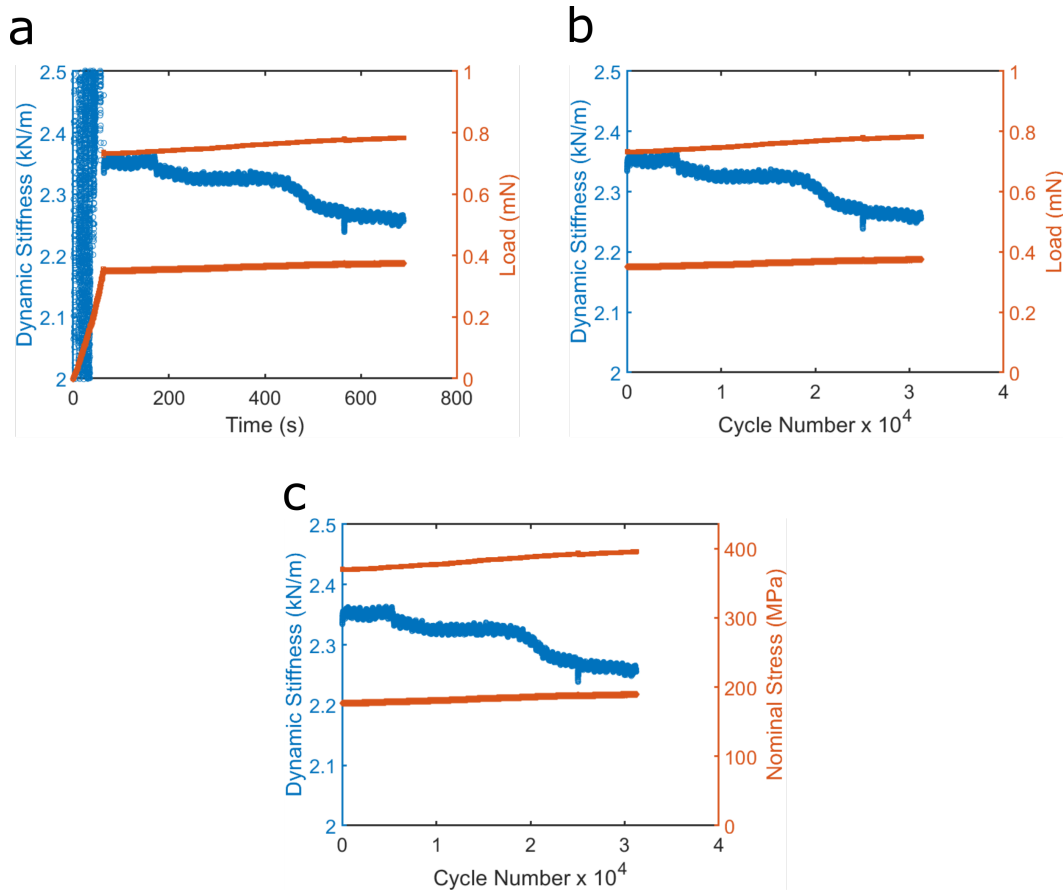 a
b
2.5
2.4
2.3
2.2
2.1
2
Dynamic Stiffness (kN/m)
1
0.8
0.6
0.4
0.2
0
Load (mN)
0 200 400 600 800
Time (s)
2.5
2.4
2.3
2.2
2.1
2
Dynamic Stiffness (kN/m)
1
0.8
0.6
0.4
0.2
0
Load (mN)
0 1 2 3 4
Cycle Number x 10⁴
c
2.5
2.4
2.3
2.2
2.1
2
Dynamic Stiffness (kN/m)
400
300
200
100
0
Nominal Stress (MPa)
0 1 2 3 4
Cycle Number x 10⁴